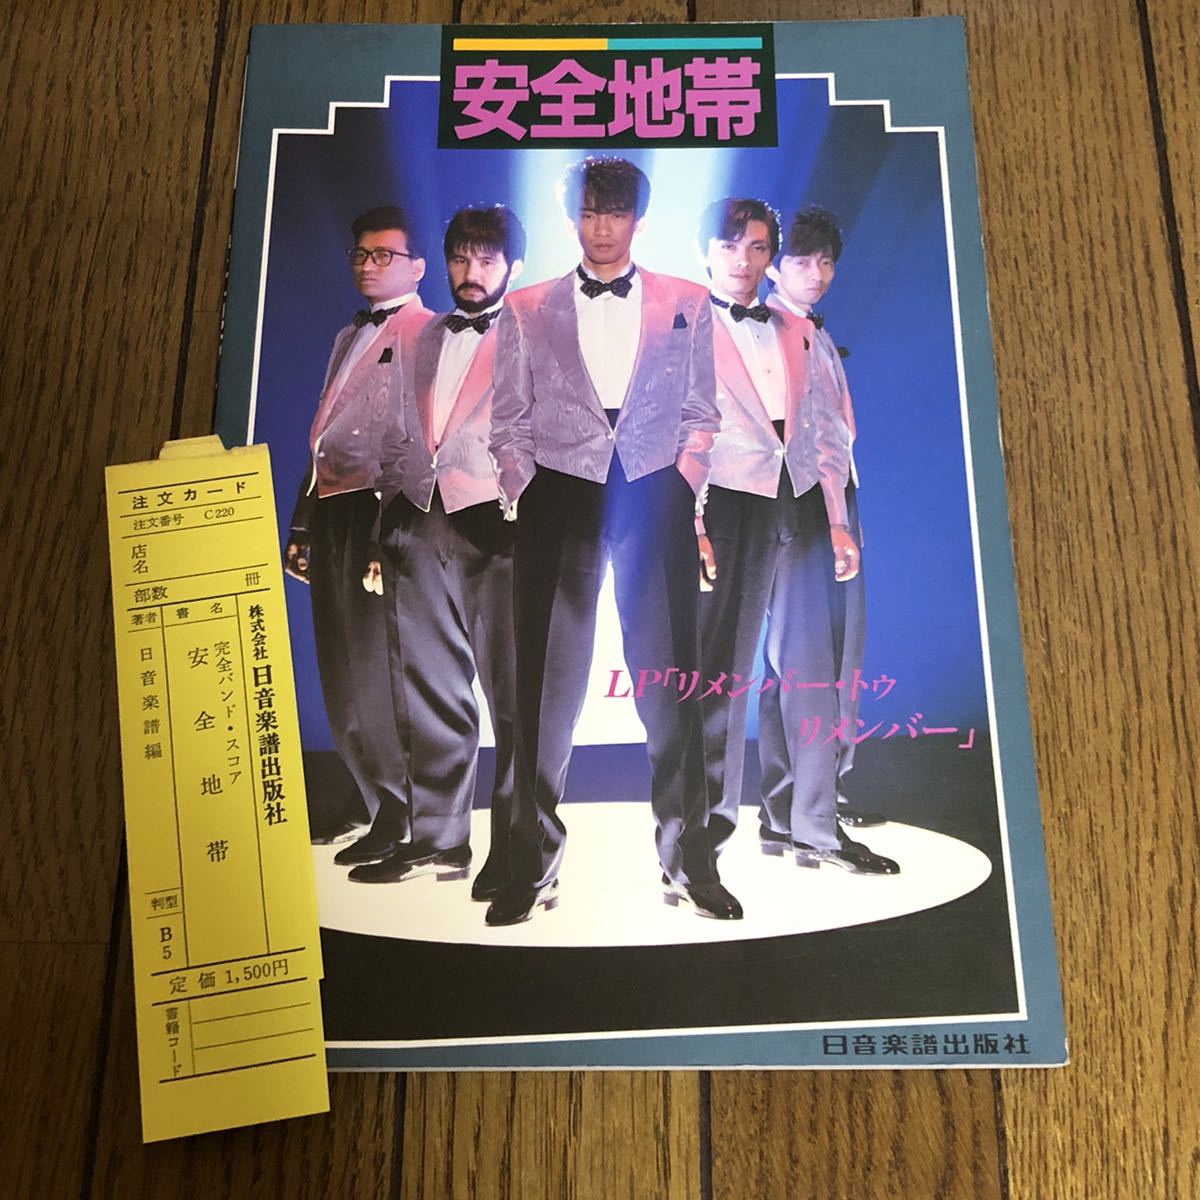 安全地帯
LP「リメンバー・トゥ
リメンバー」
日音楽譜出版社
注文カード
注文番号 C220
店名
部数 冊
株式会社 日音楽譜出版社
書名
完全バンド・スコア
安全地帯
著者
日音楽譜編
判型
B5
定価 1,500円
書籍コード